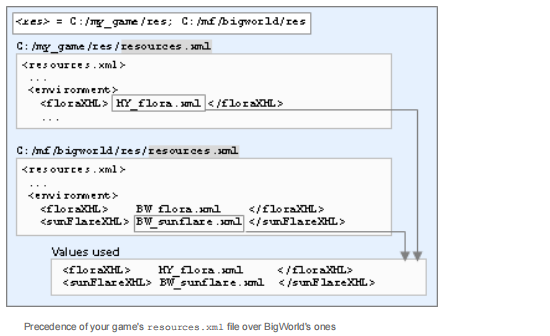 <res> = C:/my_game/res; C:/mf/bigworld/res
C:/my_game/res/resources.xml
<resources.xml>
...
<environment>
<floraXML> MY_flora.xml </floraXML>
...
C:/mf/bigworld/res/resources.xml
<resources.xml>
...
<environment>
<floraXML> BW_flora.xml </floraXML>
<sunFlareXML> BW_sunflare.xml </sunFlareXML>
Values used
<floraXML> MY_flora.xml </floraXML>
<sunFlareXML> BW_sunflare.xml </sunFlareXML>
Precedence of your game's resources.xml file over BigWorld's ones